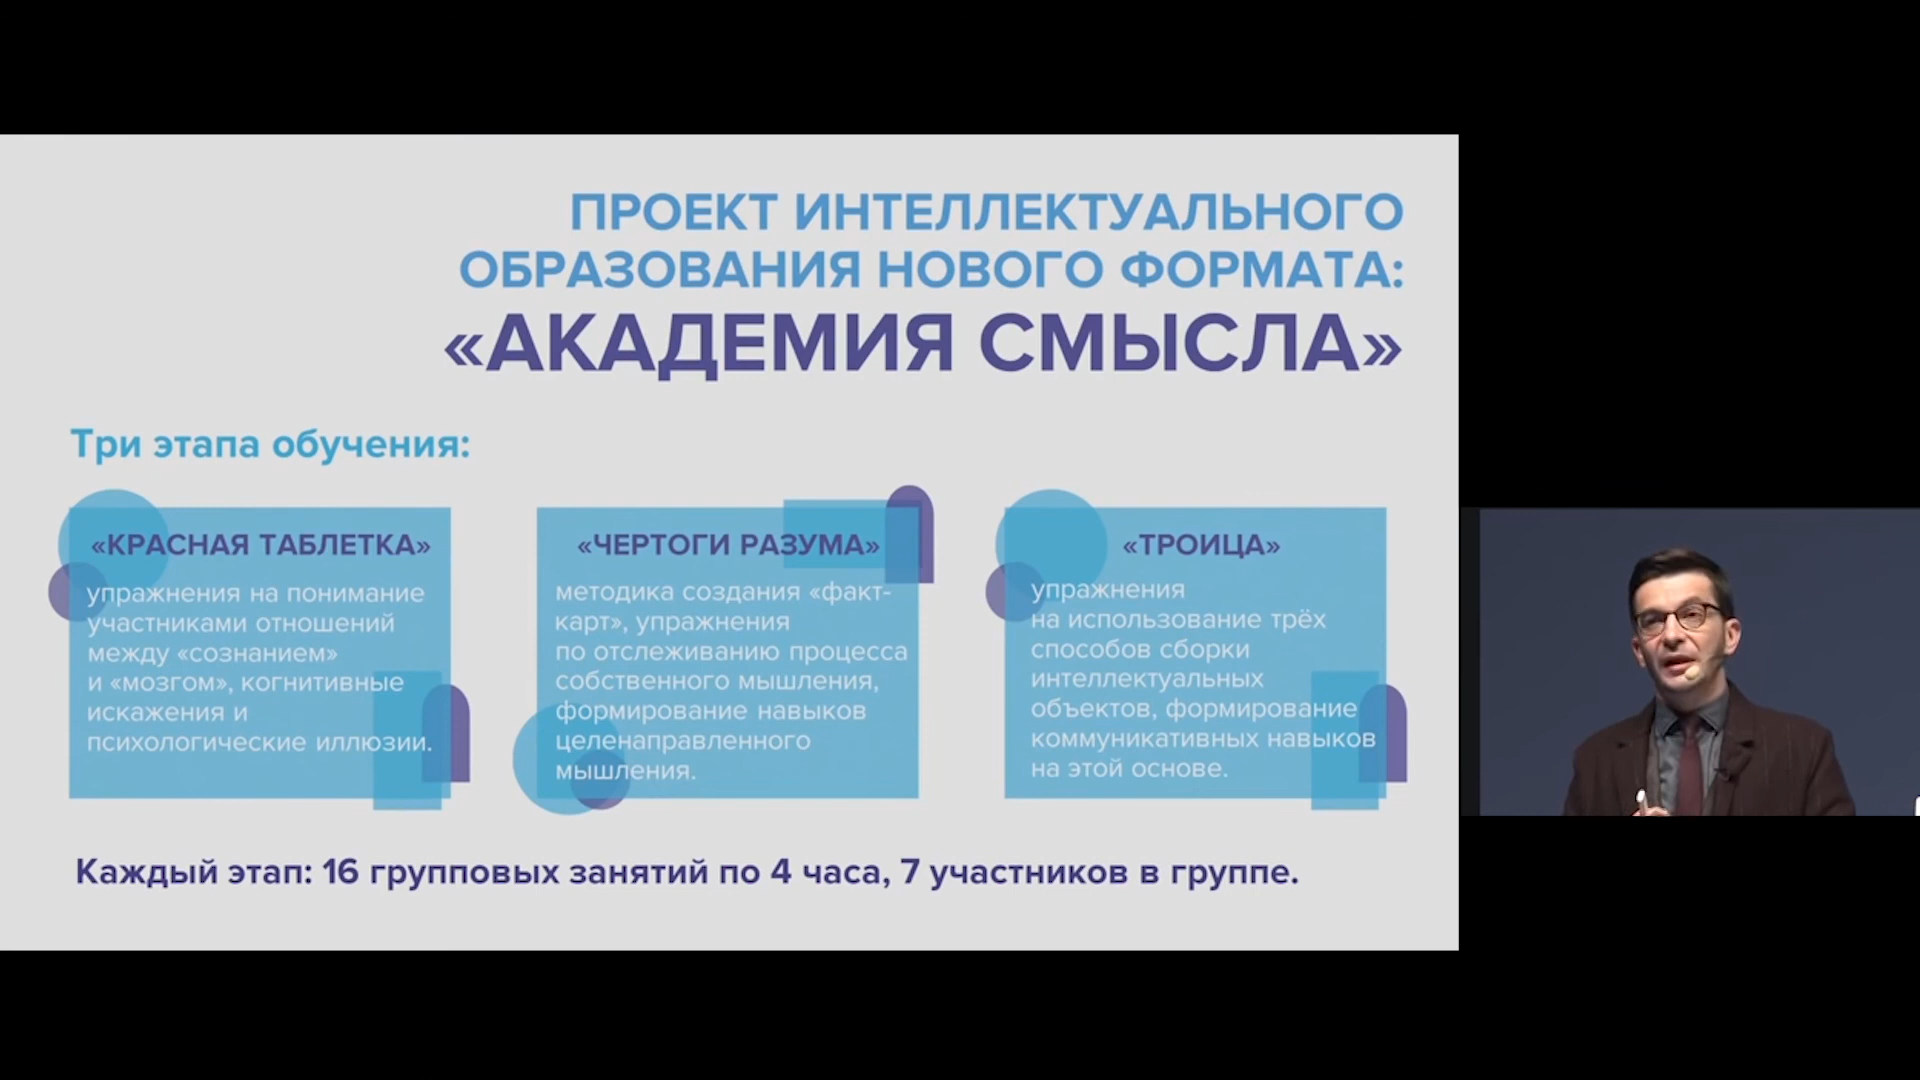 ПРОЕКТ ИНТЕЛЛЕКТУАЛЬНОГО
ОБРАЗОВАНИЯ НОВОГО ФОРМАТА:
«АКАДЕМИЯ СМЫСЛА»
Три этапа обучения:
«КРАСНАЯ ТАБЛЕТКА»
упражнения на понимание
участниками отношений
между «сознанием»
и «мозгом», когнитивные
искажения и
психологические иллюзии.
«ЧЕРТОГИ РАЗУМА»
методика создания «факт-
карт», упражнения
по отслеживанию процесса
собственного мышления,
формирование навыков
целенаправленного
мышления.
«ТРОИЦА»
упражнения
на использование трёх
способов сборки
интеллектуальных
объектов, формирование
коммуникативных навыков
на этой основе.
Каждый этап: 16 групповых занятий по 4 часа, 7 участников в группе.